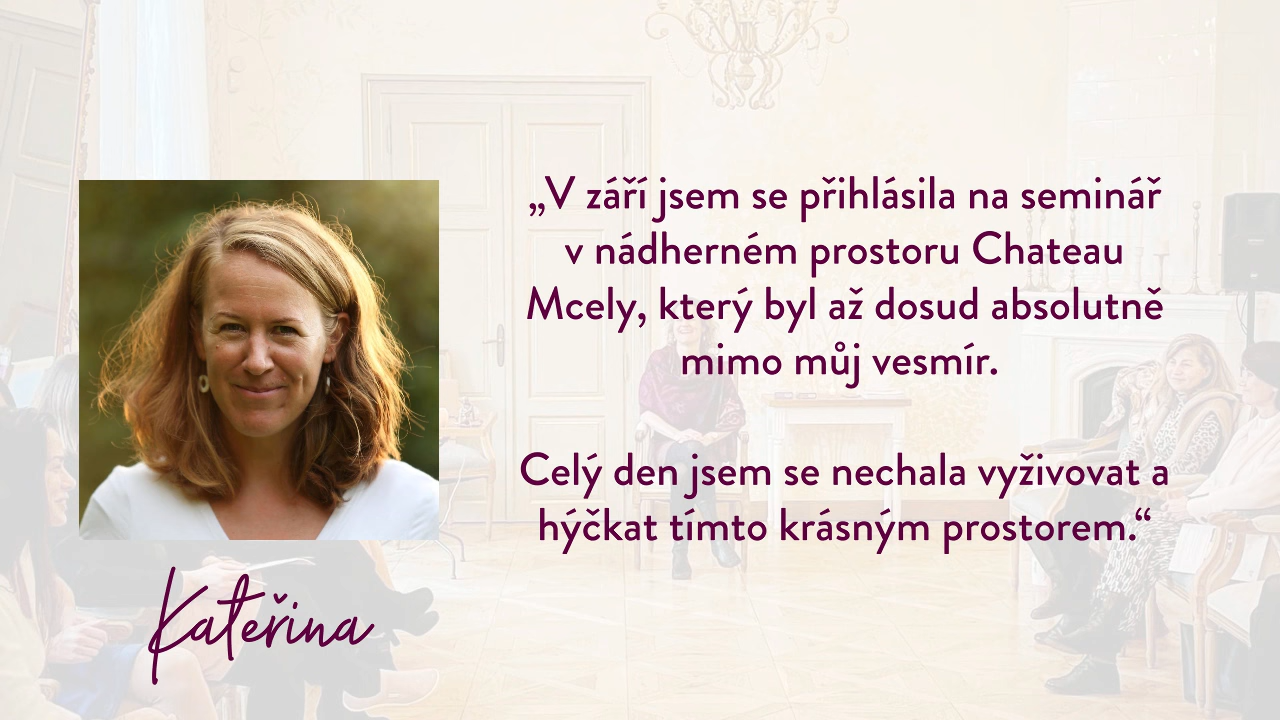 „V září jsem se přihlásila na seminář
v nádherném prostoru Chateau
Mcely, který byl až dosud absolutně
mimo můj vesmír.
Celý den jsem se nechala vyživovat a
hýčkat tímto krásným prostorem.“
Kateřina